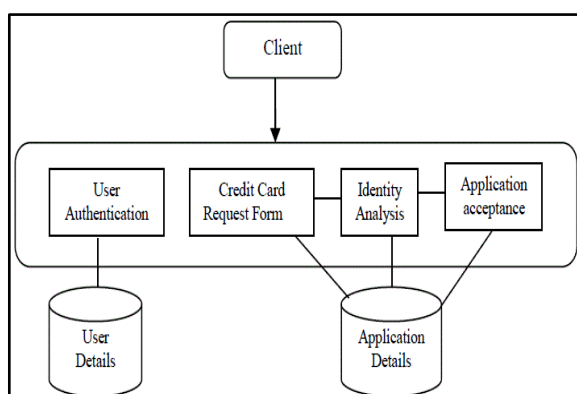 Client
User
Authentication
Credit Card
Request Form
Identity
Analysis
Application
acceptance
User
Details
Application
Details